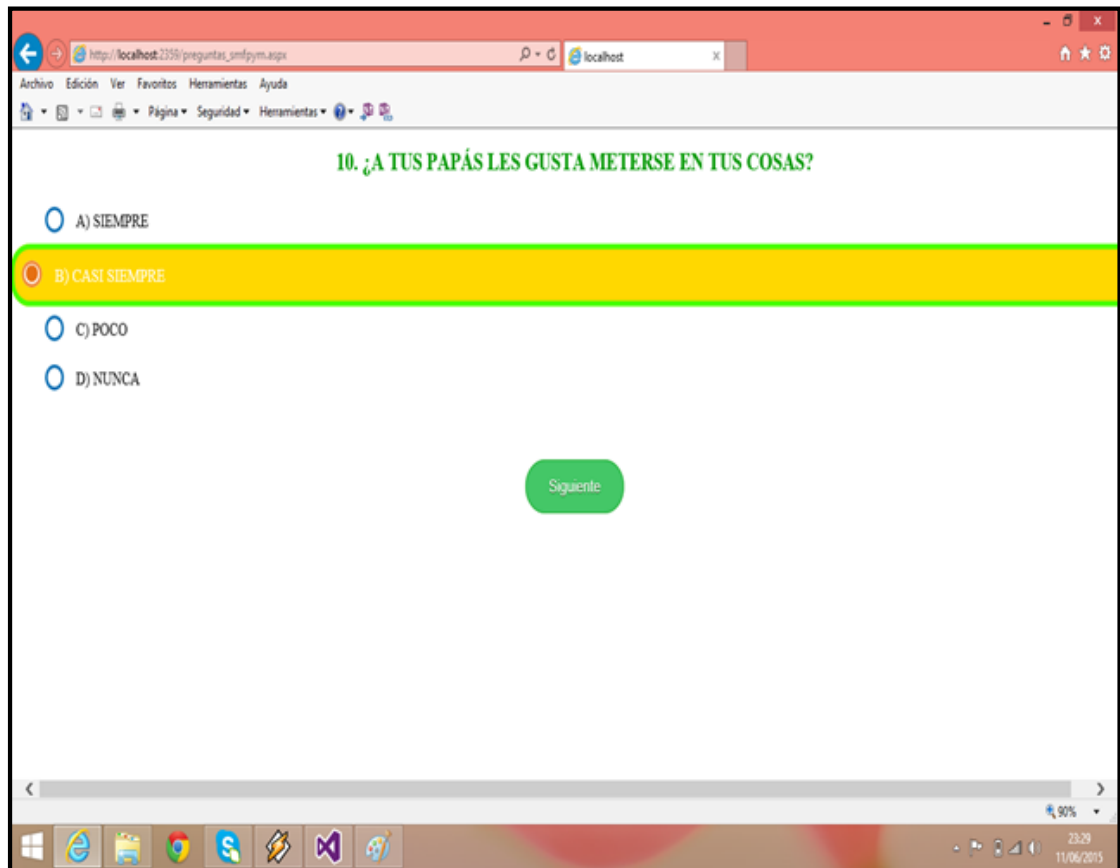 http://localhost:2359/preguntas_smfpym.aspx
localhost
Archivo Edición Ver Favoritos Herramientas Ayuda
Página Seguridad Herramientas
10. ¿A TUS PAPÁS LES GUSTA METERSE EN TUS COSAS?
A) SIEMPRE
B) CASI SIEMPRE
C) POCO
D) NUNCA
Siguiente
90%
23:29
11/06/2015